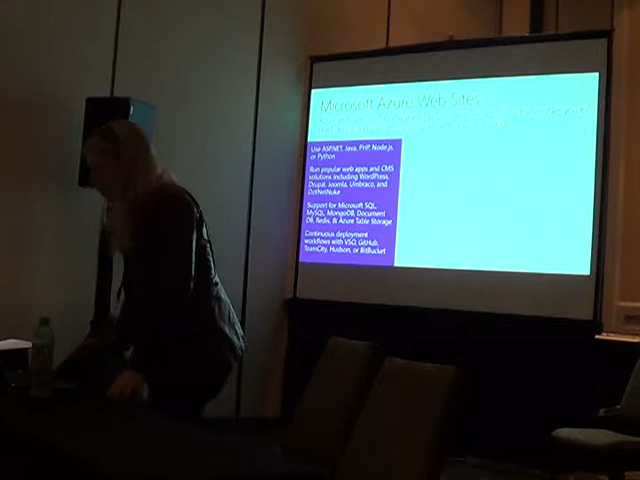 Microsoft Azure Web Sites
Use ASP.NET, Java, PHP, Node.js,
or Python
Run popular web apps and CMS
solutions including WordPress,
Drupal, Joomla, Umbraco, and
DotNetNuke
Support for Microsoft SQL,
MySQL, MongoDB, Document
DB, Redis, & Azure Table Storage
Continuous deployment
workflows with VSO, GitHub,
TeamCity, Hudson, or BitBucket